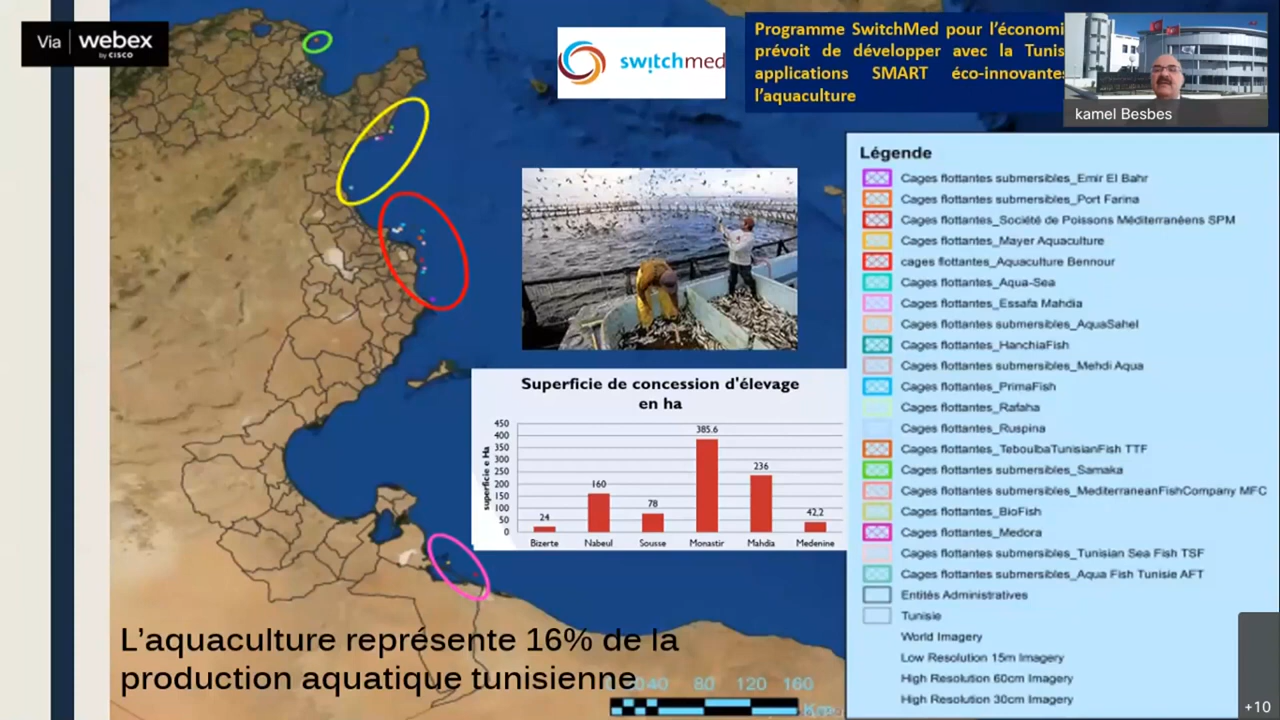 Via webex
by CISCO
switchmed
Programme SwitchMed pour l'économi
prévoit de développer avec la Tunis
applications SMART éco-innovantes
l'aquaculture
kamel Besbes
Légende
Cages flottantes submersibles_Emir El Bahr
Cages flottantes submersibles_Port Farina
Cages flottantes_Société de Poissons Méditerranéens SPM
Cages flottantes_Mayer Aquaculture
cages flottantes_Aquaculture Bennour
Cages flottantes_Aqua-Sea
Cages flottantes_Essafa Mahdia
Cages flottantes submersibles_AquaSahel
Cages flottantes_HanchiaFish
Cages flottantes submersibles_Mehdi Aqua
Cages flottantes_PrimaFish
Cages flottantes_Rafaha
Cages flottantes_Ruspina
Cages flottantes_TeboulbaTunisianFish TTF
Cages flottantes submersibles_Samaka
Cages flottantes submersibles_MediterraneanFishCompany MFC
Cages flottantes_BioFish
Cages flottantes_Medora
Cages flottantes submersibles_Tunisian Sea Fish TSF
Cages flottantes submersibles_Aqua Fish Tunisie AFT
Entités Administratives
Tunisie
World Imagery
Low Resolution 15m Imagery
High Resolution 60cm Imagery
High Resolution 30cm Imagery
Superficie de concession d'élevage
en ha
superficie e Ha
450
400
350
300
250
200
150
100
50
0
24
160
78
385.6
236
42,2
Bizerte Nabeul Sousse Monastir Mahdia Medenine
L'aquaculture représente 16% de la
production aquatique tunisienne
40 80 120 160
+10